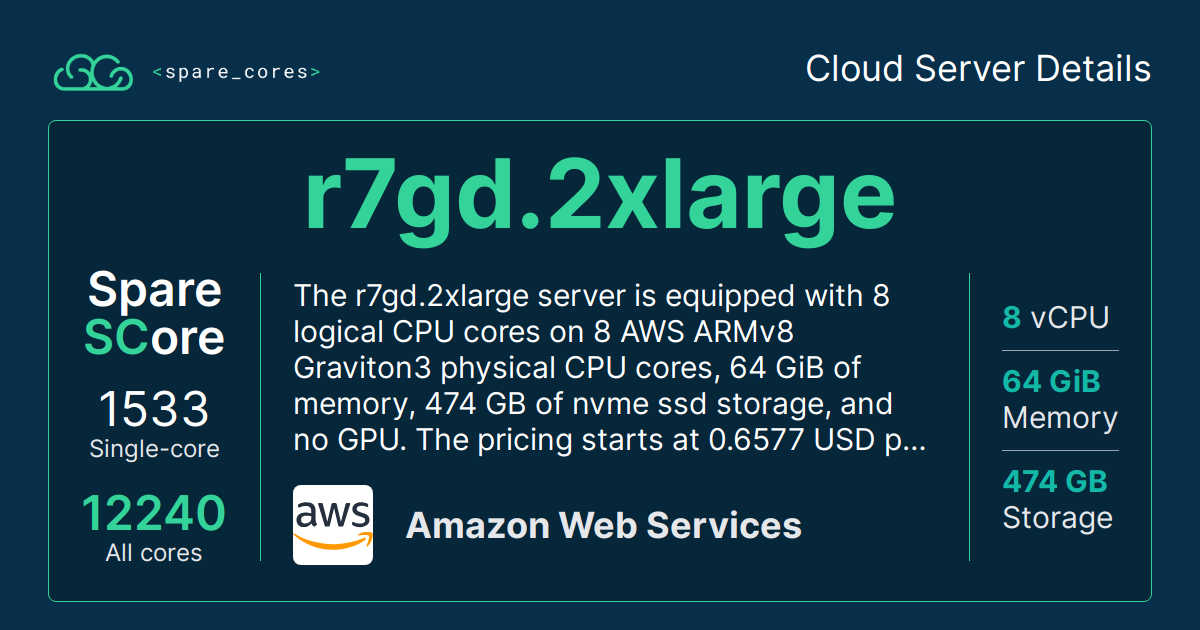 <spare_cores>
Cloud Server Details
r7gd.2xlarge
Spare
SCore
1533
Single-core
12240
All cores
The r7gd.2xlarge server is equipped with 8
logical CPU cores on 8 AWS ARMv8
Graviton3 physical CPU cores, 64 GiB of
memory, 474 GB of nvme ssd storage, and
no GPU. The pricing starts at 0.6577 USD p...
aws
Amazon Web Services
8 vCPU
64 GiB
Memory
474 GB
Storage